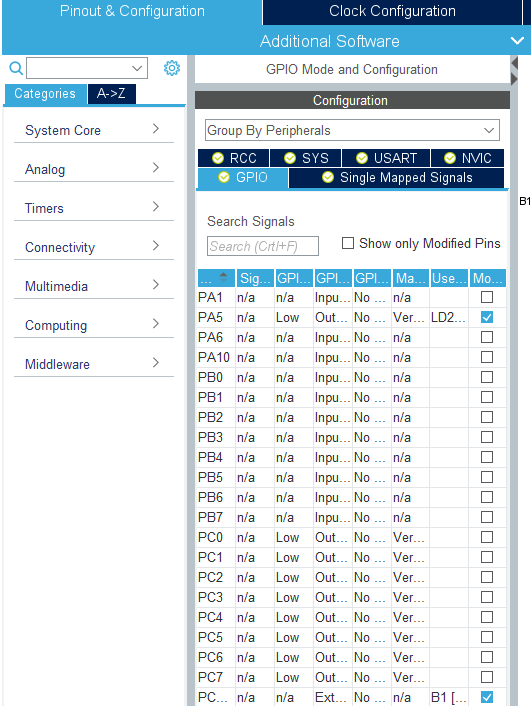 Pinout & Configuration Clock Configuration
Additional Software
GPIO Mode and Configuration
Categories A->Z
System Core
Analog
Timers
Connectivity
Multimedia
Computing
Middleware
Configuration
Group By Peripherals
RCC SYS USART NVIC
GPIO Single Mapped Signals
Search Signals
Search (CrtI+F) Show only Modified Pins
... Sig... GPI... GPI... GPI... Ma... Use... Mo...
PA1 n/a n/a Inpu... No ... n/a
PA5 n/a Low Out... No ... Ver... LD2...
PA6 n/a n/a Inpu... No ... n/a
PA10 n/a n/a Inpu... No ... n/a
PB0 n/a n/a Inpu... No ... n/a
PB1 n/a n/a Inpu... No ... n/a
PB2 n/a n/a Inpu... No ... n/a
PB3 n/a n/a Inpu... No ... n/a
PB4 n/a n/a Inpu... No ... n/a
PB5 n/a n/a Inpu... No ... n/a
PB6 n/a n/a Inpu... No ... n/a
PB7 n/a n/a Inpu... No ... n/a
PC0 n/a Low Out... No ... Ver...
PC1 n/a Low Out... No ... Ver...
PC2 n/a Low Out... No ... Ver...
PC3 n/a Low Out... No ... Ver...
PC4 n/a Low Out... No ... Ver...
PC5 n/a Low Out... No ... Ver...
PC6 n/a Low Out... No ... Ver...
PC7 n/a Low Out... No ... Ver...
PC... n/a n/a Ext... No ... n/a B1 [...
B1